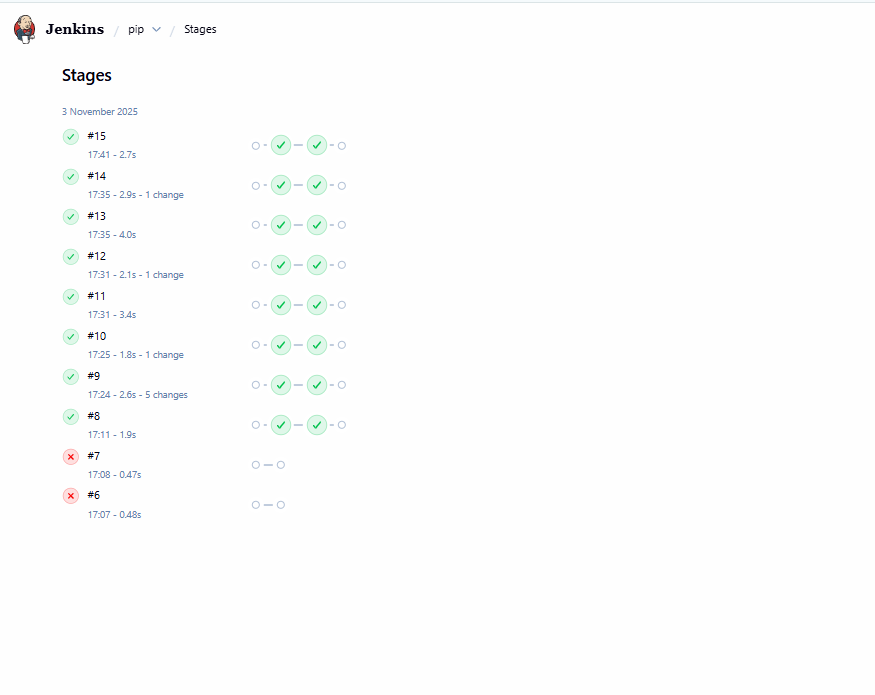 Jenkins / pip / Stages
Stages
3 November 2025
#15
17:41 - 2.7s
#14
17:35 - 2.9s - 1 change
#13
17:35 - 4.0s
#12
17:31 - 2.1s - 1 change
#11
17:31 - 3.4s
#10
17:25 - 1.8s - 1 change
#9
17:24 - 2.6s - 5 changes
#8
17:11 - 1.9s
#7
17:08 - 0.47s
#6
17:07 - 0.48s